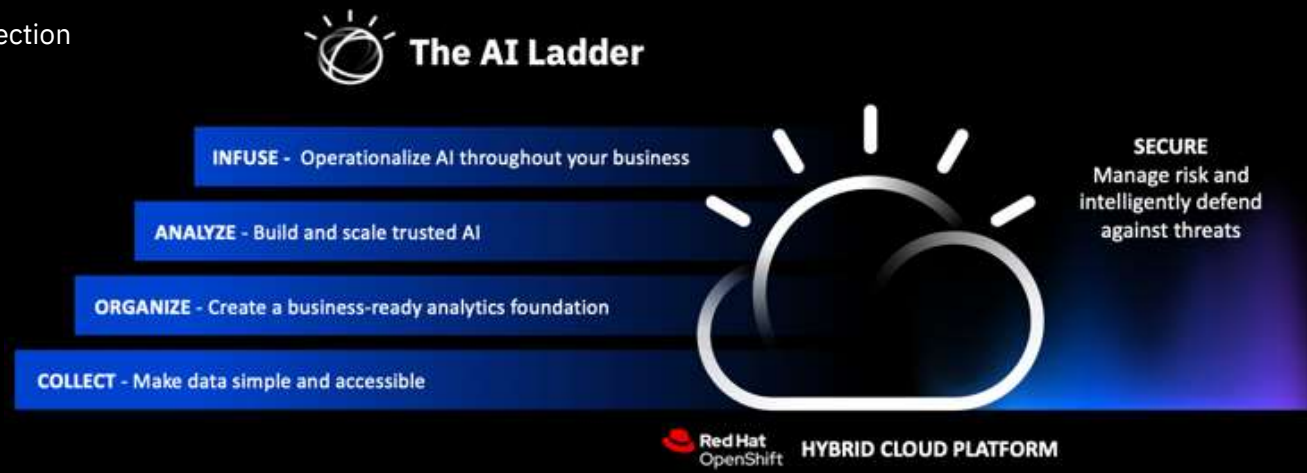 ection
The AI Ladder
INFUSE - Operationalize AI throughout your business
ANALYZE - Build and scale trusted AI
ORGANIZE - Create a business-ready analytics foundation
COLLECT - Make data simple and accessible
SECURE
Manage risk and
intelligently defend
against threats
Red Hat
OpenShift
HYBRID CLOUD PLATFORM